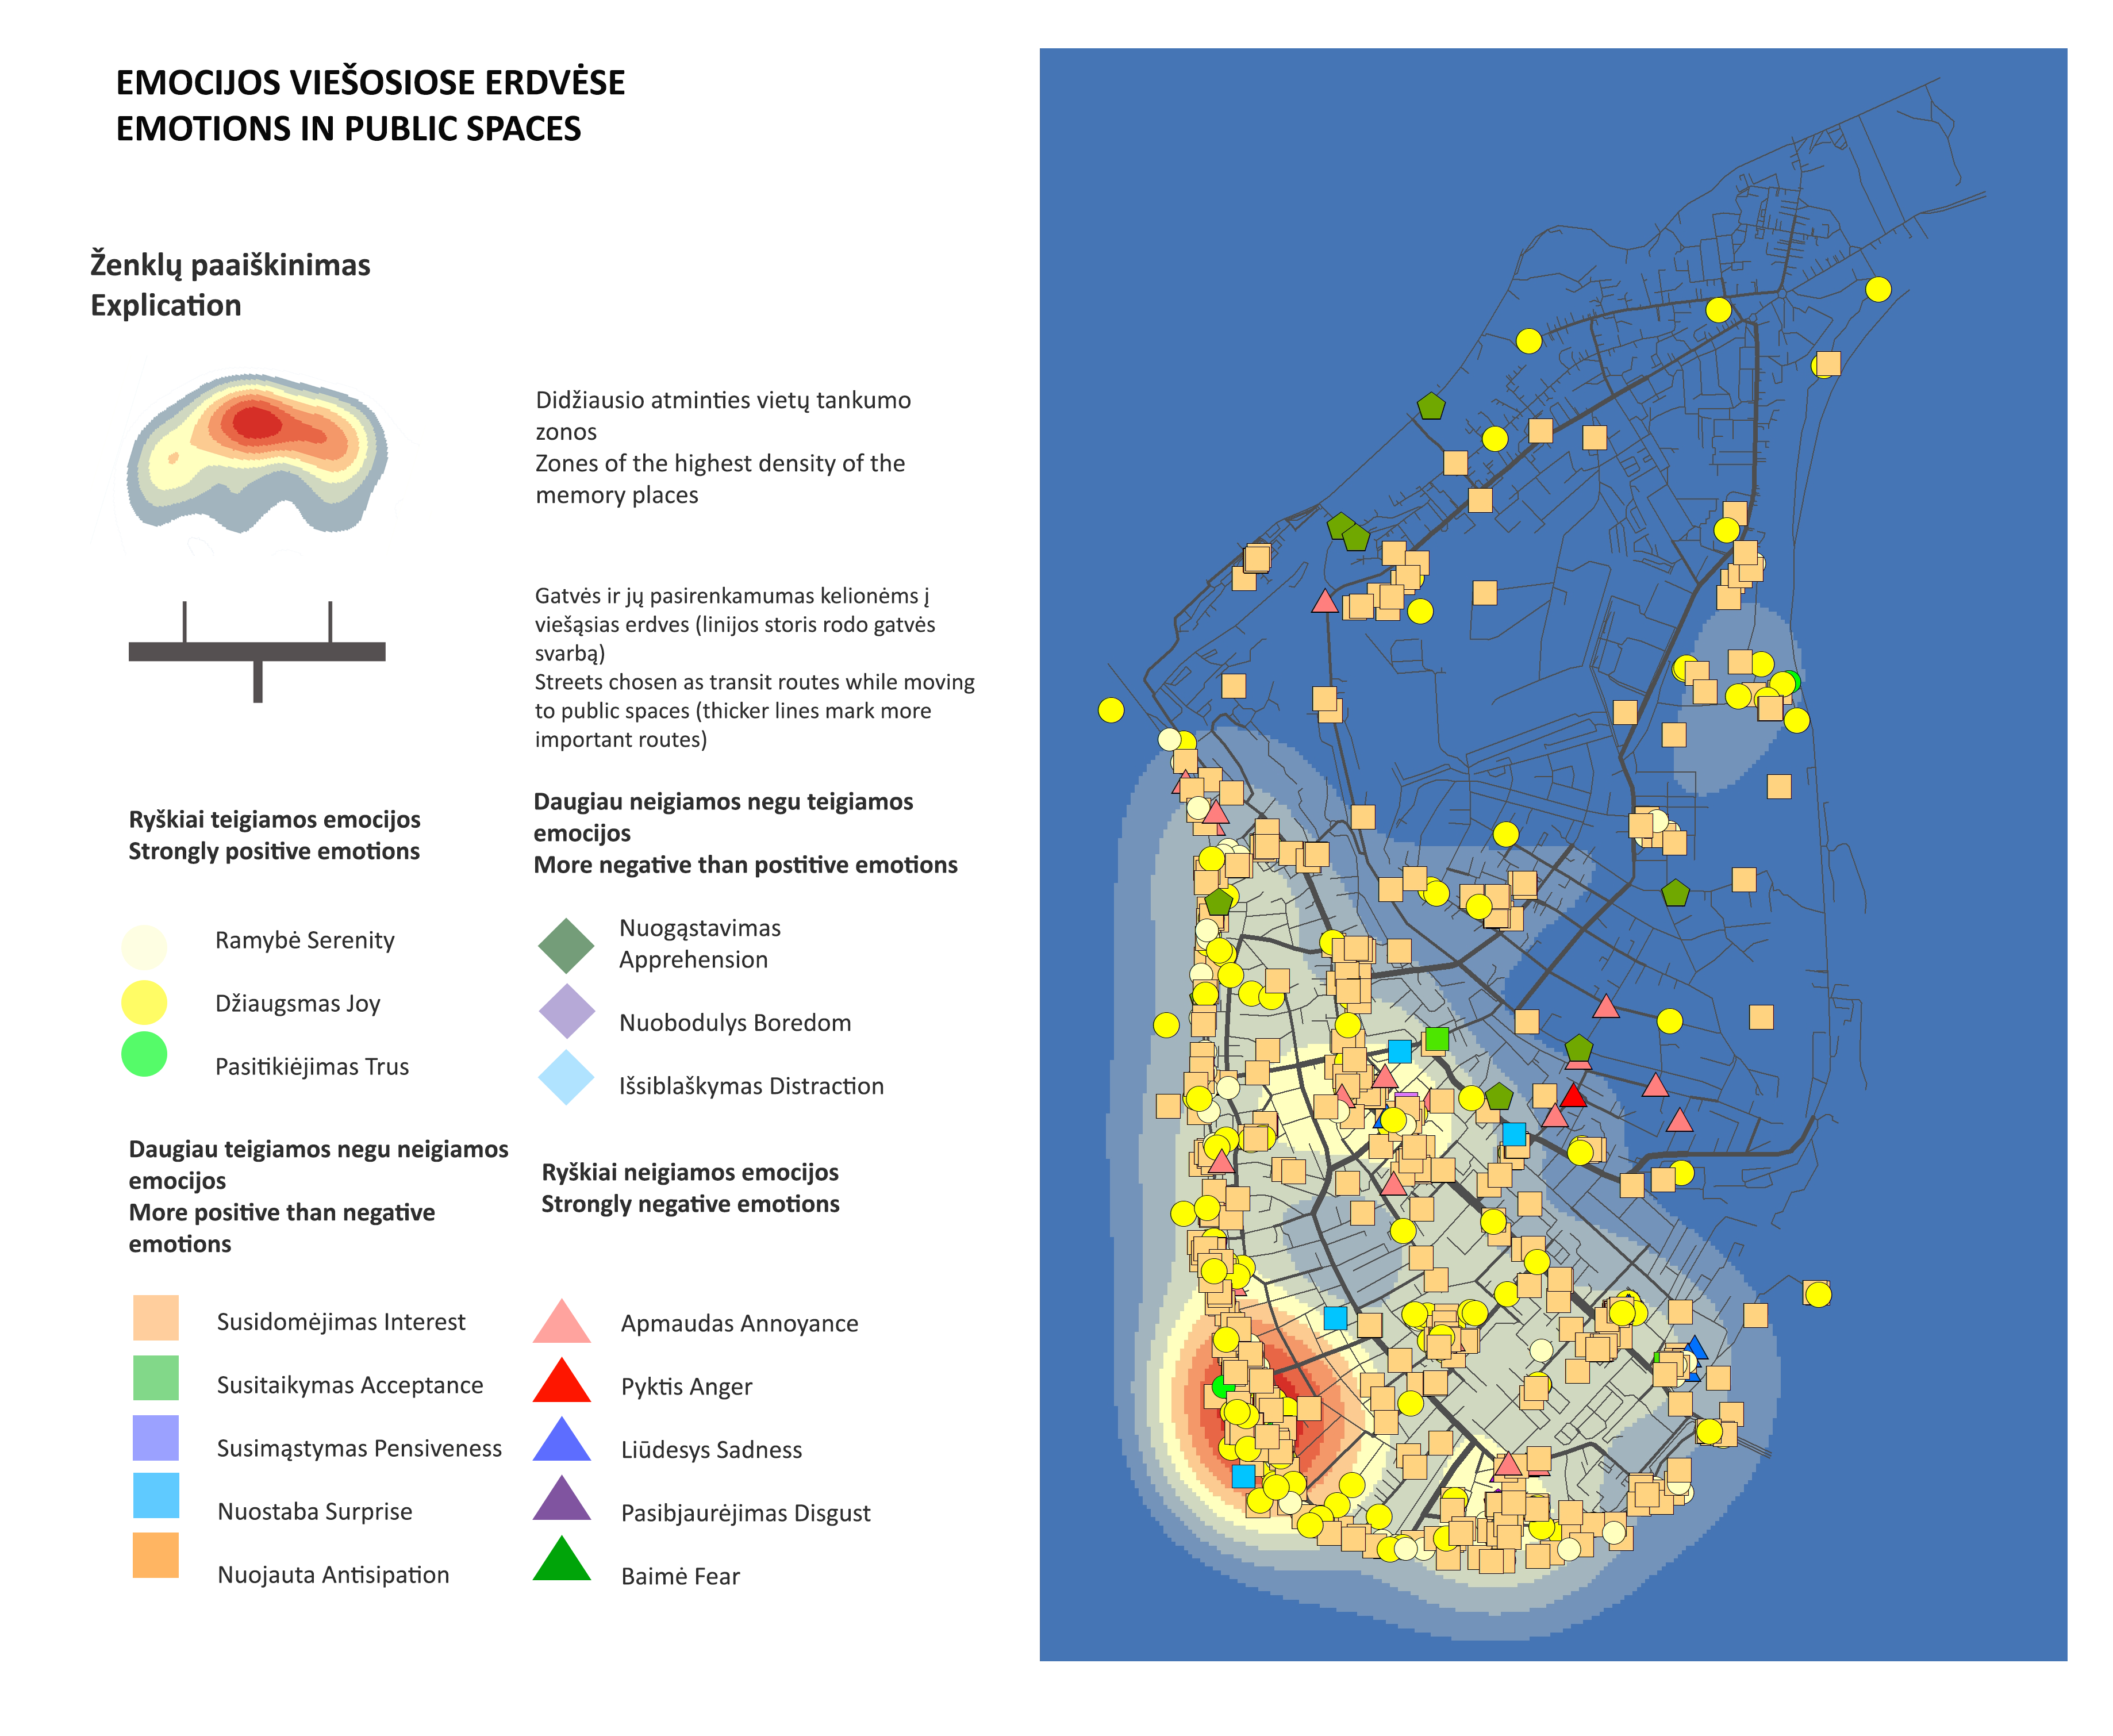 EMOCIJOS VIEŠOSIOSE ERDVĖSE
EMOTIONS IN PUBLIC SPACES
Ženklų paaiškinimas
Explication
Didžiausio atminties vietų tankumo
zonos
Zones of the highest density of the
memory places
Gatvės ir jų pasirenkamumas kelionėms į
viešąsias erdves (linijos storis rodo gatvės
svarbą)
Streets chosen as transit routes while moving
to public spaces (thicker lines mark more
important routes)
Ryškiai teigiamos emocijos
Strongly positive emotions
Ramybė Serenity
Džiaugsmas Joy
Pasitikiėjimas Trus
Daugiau neigiamos negu teigiamos
emocijos
More negative than postitive emotions
Nuogąstavimas
Apprehension
Nuobodulys Boredom
Išsiblaškymas Distraction
Daugiau teigiamos negu neigiamos
emocijos
More positive than negative
emotions
Susidomėjimas Interest
Susitaikymas Acceptance
Susimąstymas Pensiveness
Nuostaba Surprise
Nuojauta Antisipation
Ryškiai neigiamos emocijos
Strongly negative emotions
Apmaudas Annoyance
Pyktis Anger
Liūdesys Sadness
Pasibjaurėjimas Disgust
Baimė Fear